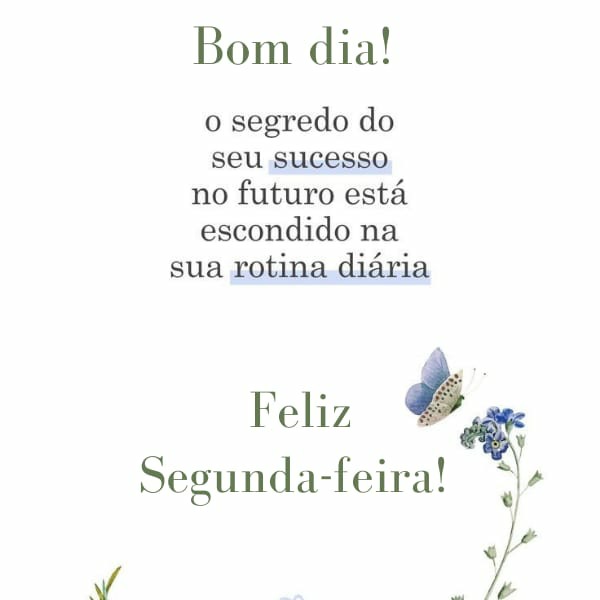 Bom dia!
o segredo do
seu sucesso
no futuro está
escondido na
sua rotina diária
Feliz
Segunda-feira!